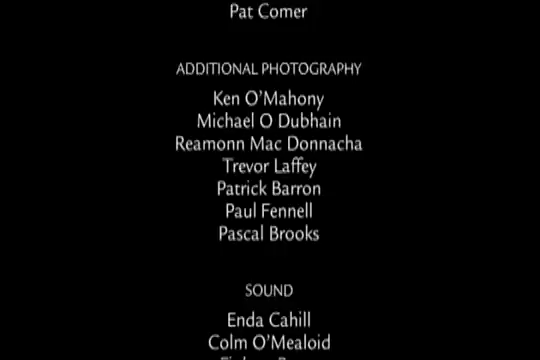 Pat Comer
ADDITIONAL PHOTOGRAPHY
Ken O'Mahony
Michael O Dubhain
Reamonn Mac Donnacha
Trevor Laffey
Patrick Barron
Paul Fennell
Pascal Brooks
SOUND
Enda Cahill
Colm O'Mealoid